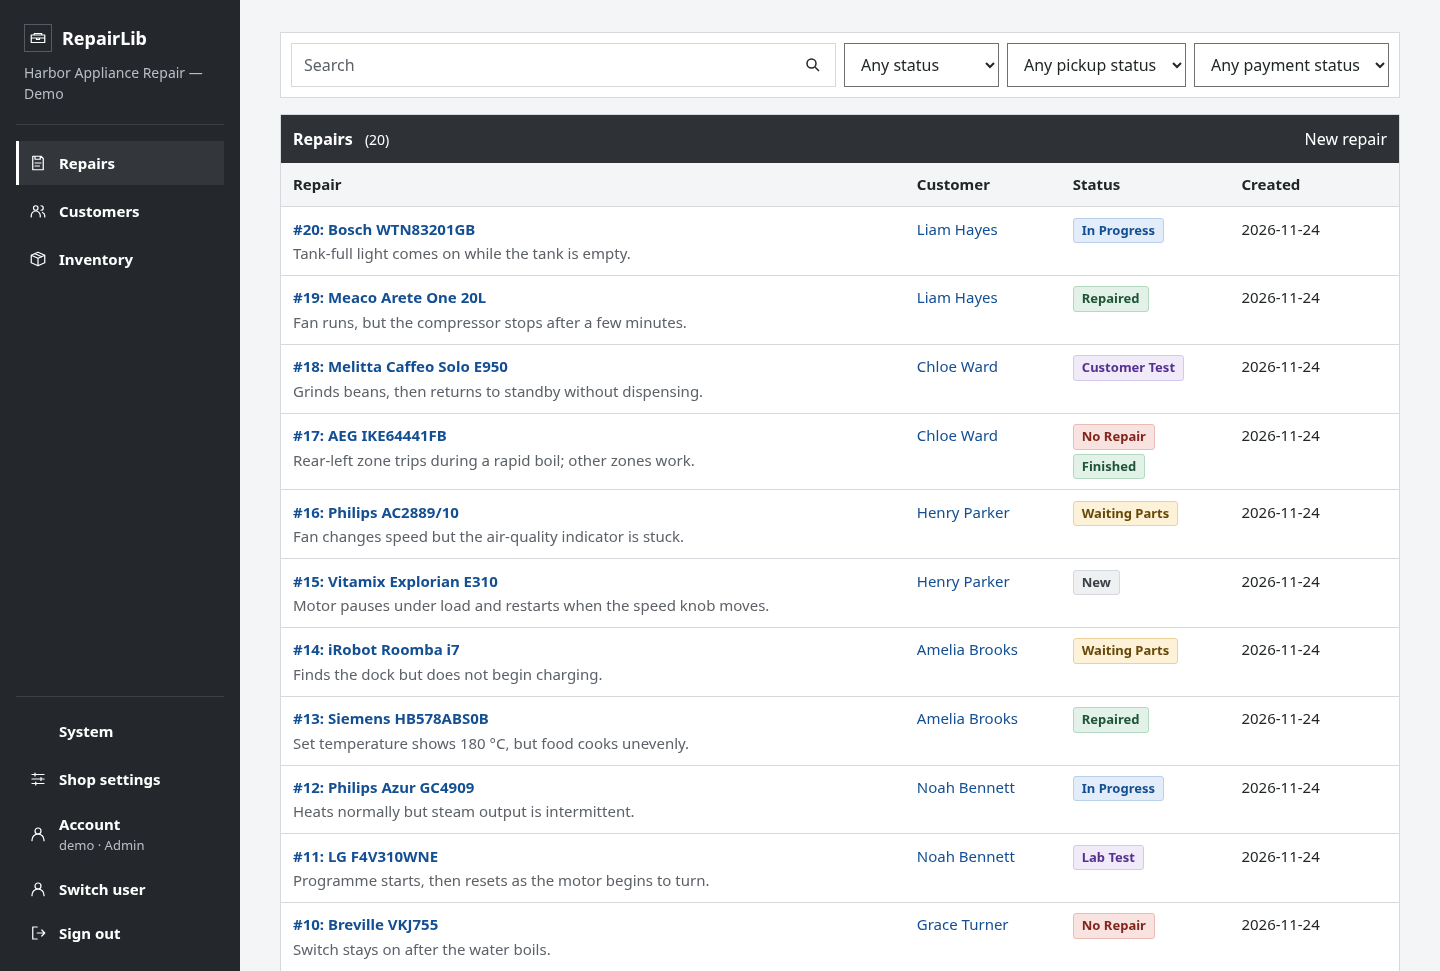 RepairLib
Harbor Appliance Repair —
Demo
Repairs
Customers
Inventory
System
Shop settings
Account
demo · Admin
Switch user
Sign out
Search
Any status
Any pickup status
Any payment status
Repairs (20)
New repair
Repair Customer Status Created
#20: Bosch WTN83201GB Liam Hayes In Progress 2026-11-24
Tank-full light comes on while the tank is empty.
#19: Meaco Arete One 20L Liam Hayes Repaired 2026-11-24
Fan runs, but the compressor stops after a few minutes.
#18: Melitta Caffeo Solo E950 Chloe Ward Customer Test 2026-11-24
Grinds beans, then returns to standby without dispensing.
#17: AEG IKE64441FB Chloe Ward No Repair 2026-11-24
Rear-left zone trips during a rapid boil; other zones work. Finished
#16: Philips AC2889/10 Henry Parker Waiting Parts 2026-11-24
Fan changes speed but the air-quality indicator is stuck.
#15: Vitamix Explorian E310 Henry Parker New 2026-11-24
Motor pauses under load and restarts when the speed knob moves.
#14: iRobot Roomba i7 Amelia Brooks Waiting Parts 2026-11-24
Finds the dock but does not begin charging.
#13: Siemens HB578ABS0B Amelia Brooks Repaired 2026-11-24
Set temperature shows 180 °C, but food cooks unevenly.
#12: Philips Azur GC4909 Noah Bennett In Progress 2026-11-24
Heats normally but steam output is intermittent.
#11: LG F4V310WNE Noah Bennett Lab Test 2026-11-24
Programme starts, then resets as the motor begins to turn.
#10: Breville VKJ755 Grace Turner No Repair 2026-11-24
Switch stays on after the water boils.